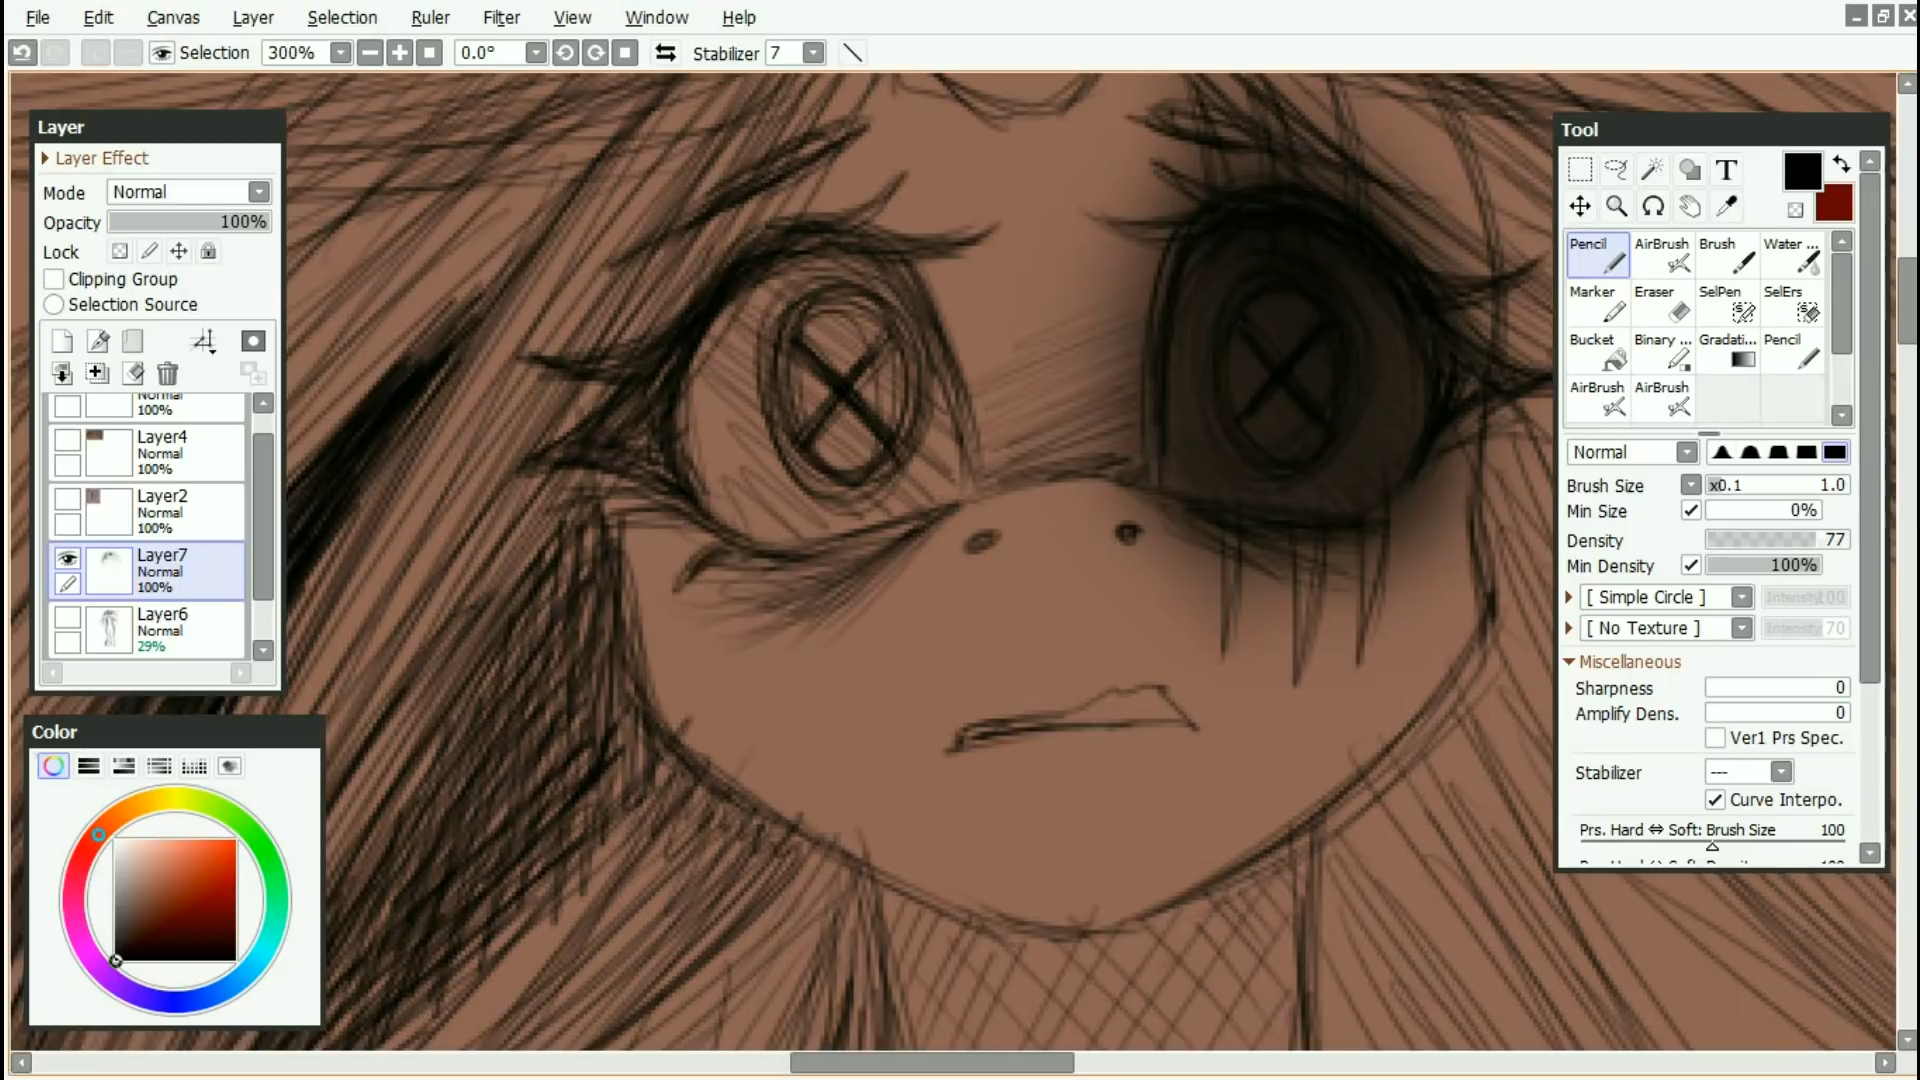 File Edit Canvas Layer Selection Ruler Filter View Window Help
Selection 300% 0.0° Stabilizer 7
Layer
Layer Effect
Mode Normal
Opacity 100%
Lock
Clipping Group
Selection Source
Normal
100%
Layer4
Normal
100%
Layer2
Normal
100%
Layer7
Normal
100%
Layer6
Normal
29%
Color
Tool
T
Pencil AirBrush Brush Water ...
Marker Eraser SelPen SelErs
Bucket Binary ... Gradati... Pencil
AirBrush AirBrush
Normal
Brush Size x0.1 1.0
Min Size 0%
Density 77
Min Density 100%
[ Simple Circle ] Intensity 100
[ No Texture ] Intensity 70
Miscellaneous
Sharpness 0
Amplify Dens. 0
Ver1 Prs Spec.
Stabilizer ---
Curve Interpo.
Prs. Hard ⇔ Soft: Brush Size 100